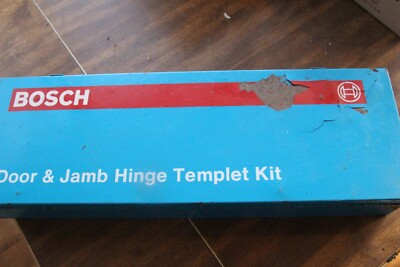 BOSCH
Door & Jamb Hinge Templet Kit